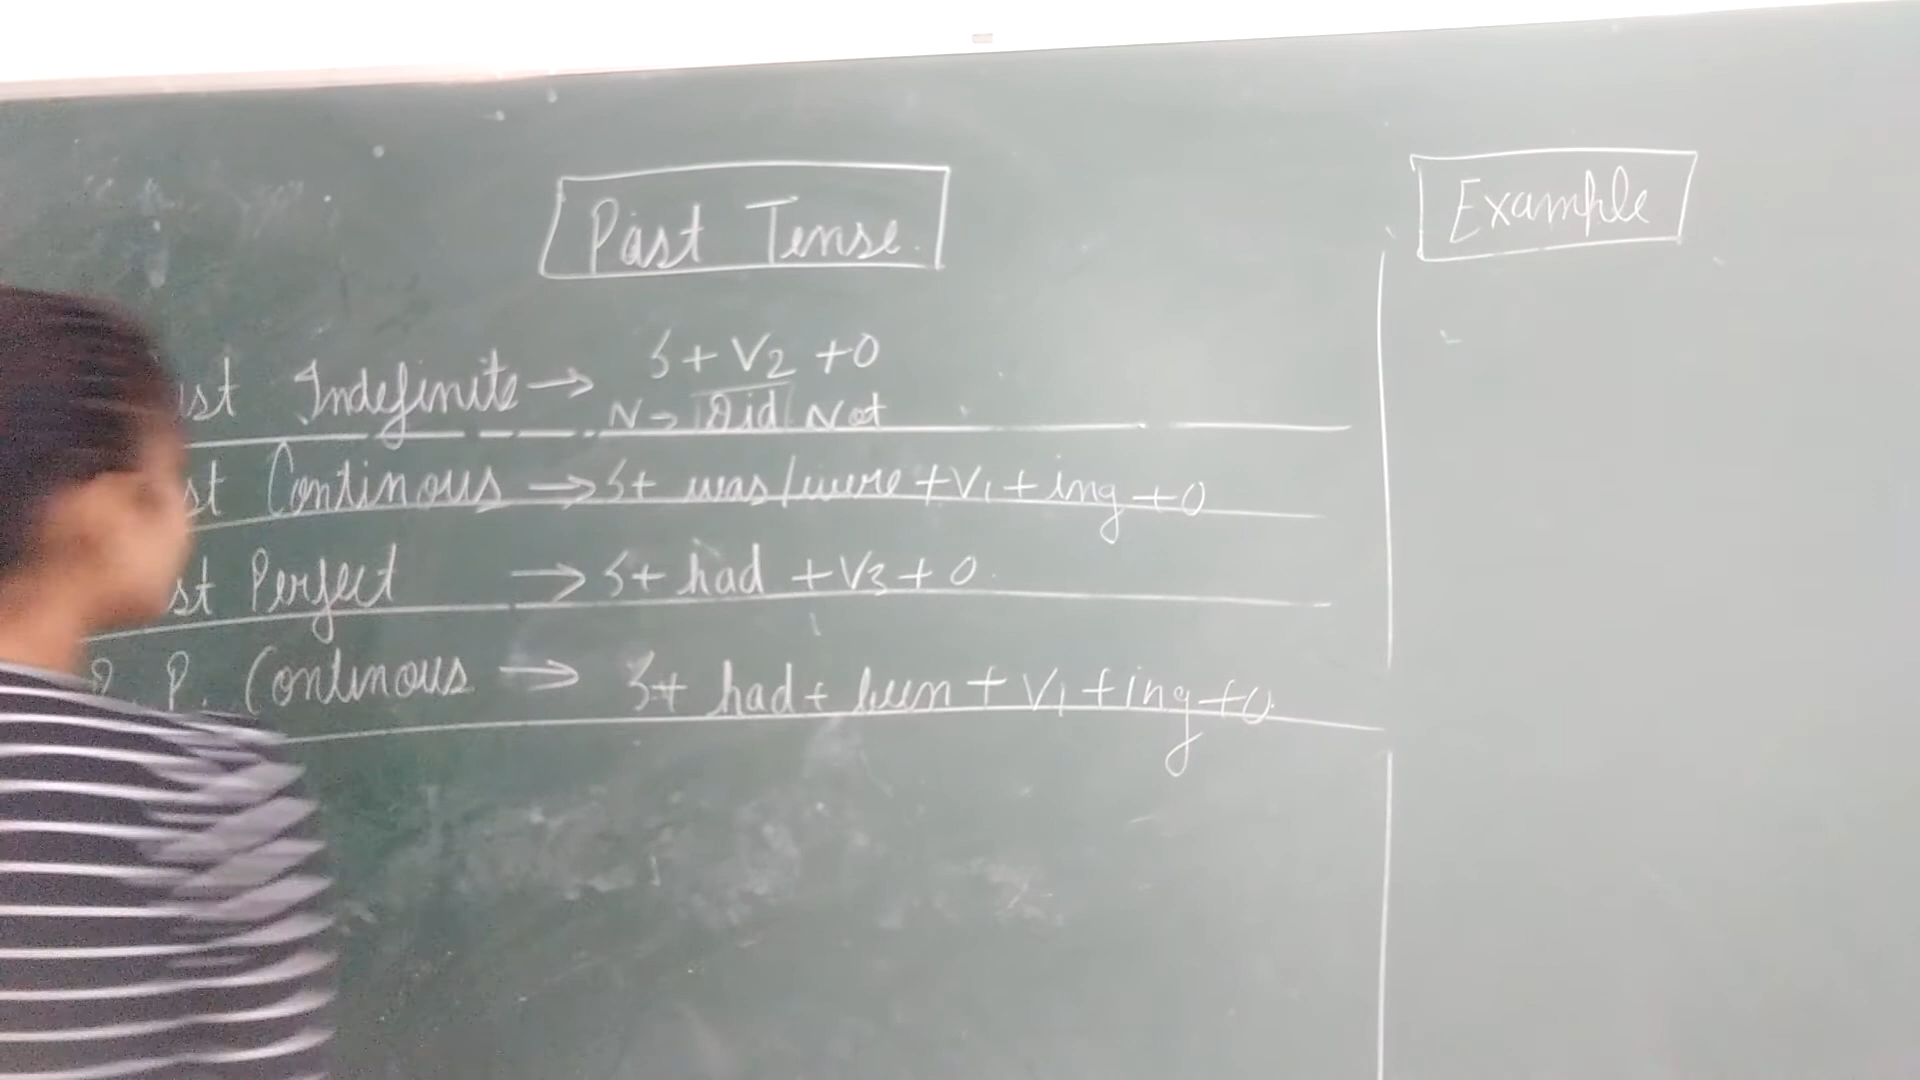 Past Tense.
Example
st Indefinite → S + V2 + O
N → Did Not
st Continous → S + was/were + V1 + ing + O
st Perfect → S + had + V3 + O.
P. P. Continous → S + had + been + V1 + ing + O.